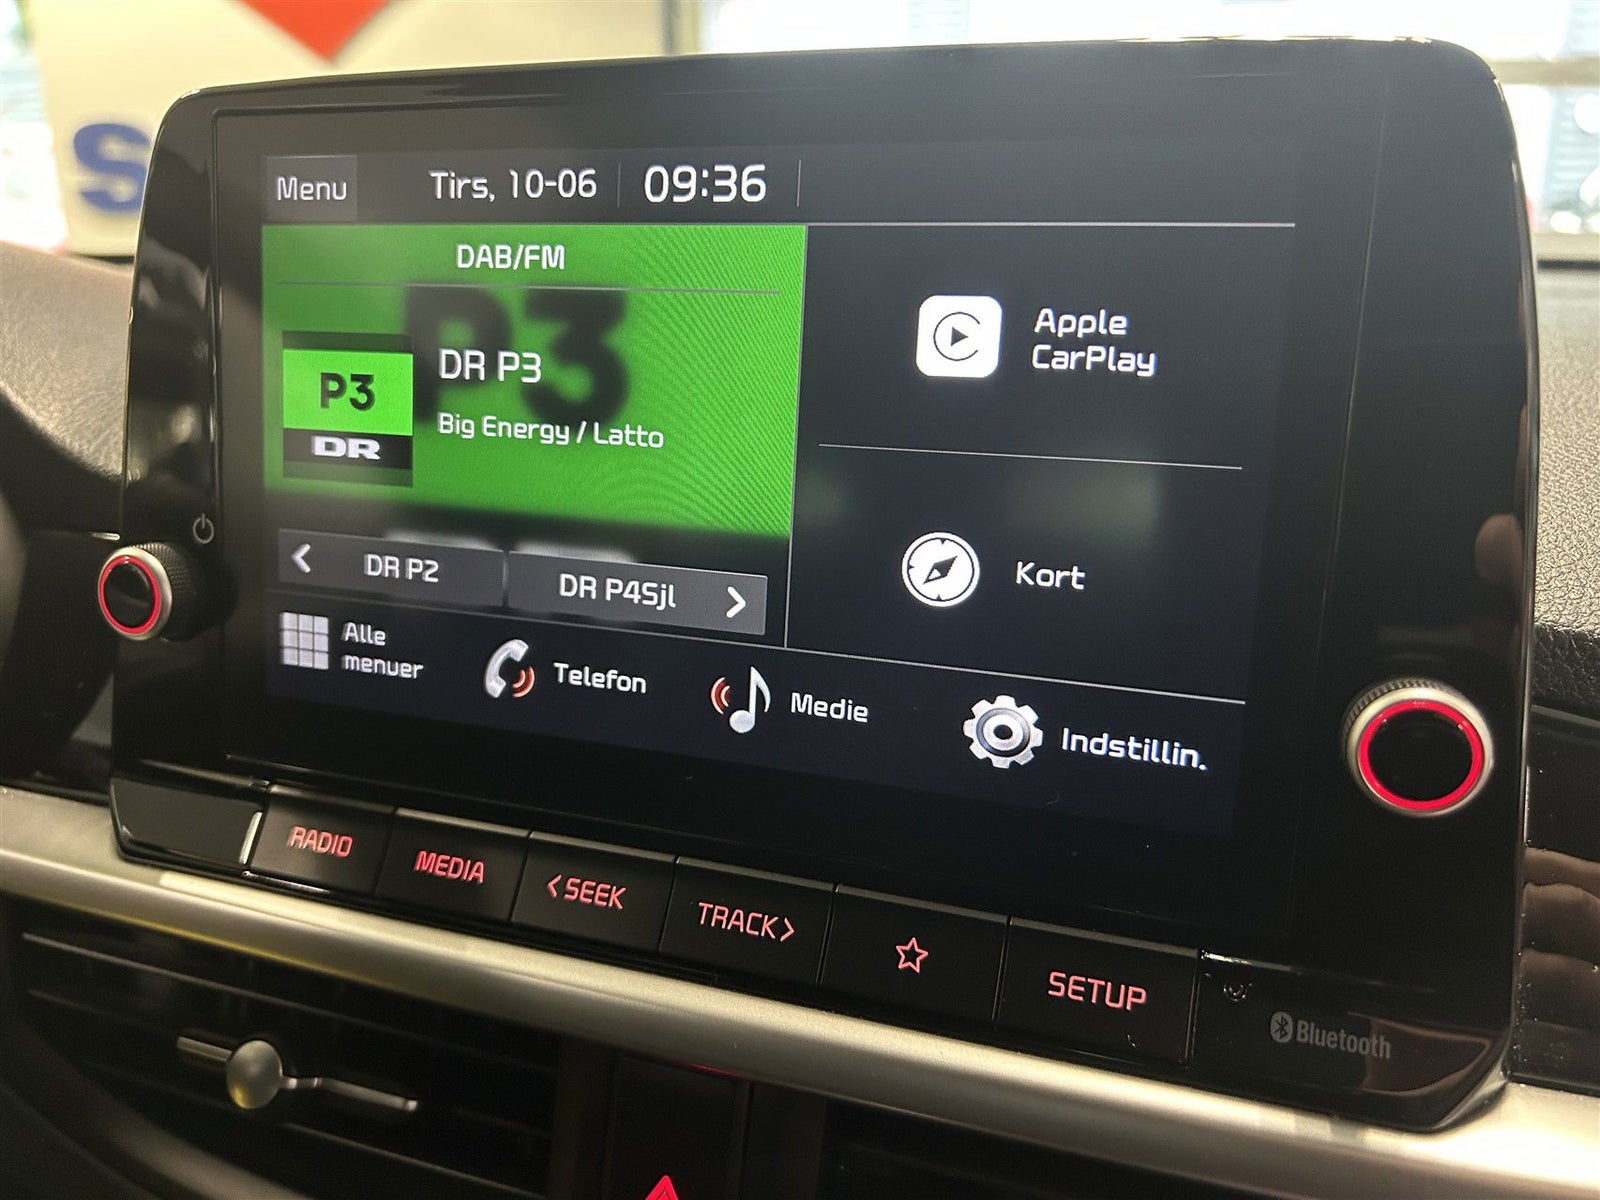 S
Menu
Tirs, 10-06
09:36
DAB/FM
P3
P3
DR
DR P3
Big Energy / Latto
Apple
CarPlay
Kort
DR P2
DR P4Sjl
Alle
menuer
Telefon
Medie
Indstillin.
RADIO
MEDIA
<SEEK
TRACK>
SETUP
Bluetooth